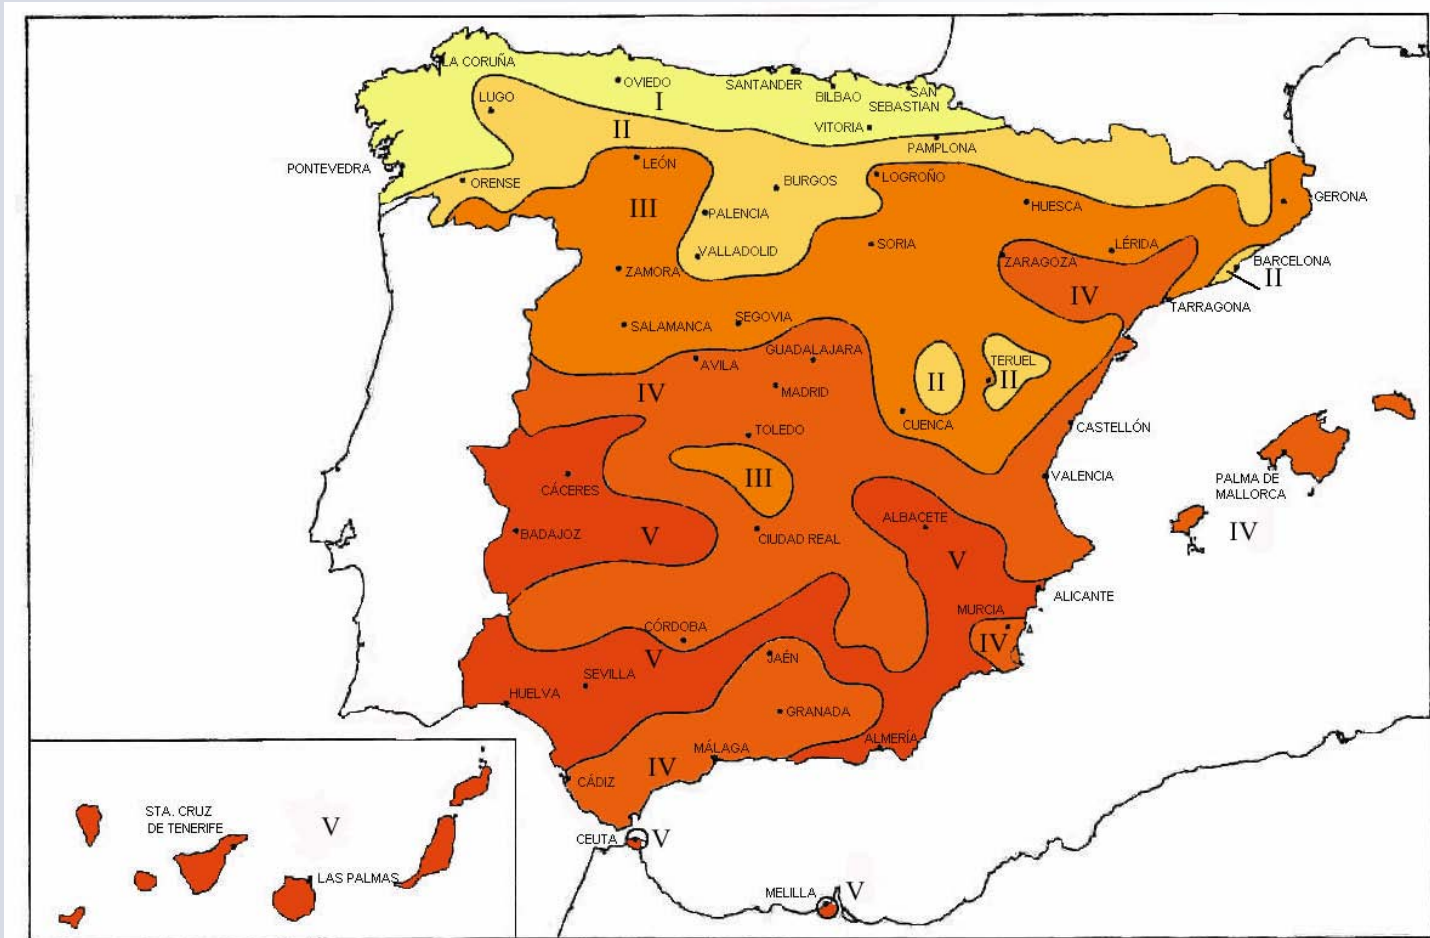 LA CORUÑA
OVIEDO
SANTANDER
BILBAO
SAN
SEBASTIAN
I
LUGO
VITORIA
II
PAMPLONA
PONTEVEDRA
LEÓN
ORENSE
BURGOS
LOGROÑO
III
PALENCIA
HUESCA
GERONA
VALLADOLID
SORIA
LÉRIDA
ZARAGOZA
BARCELONA
II
ZAMORA
IV
TARRAGONA
SALAMANCA
SEGOVIA
GUADALAJARA
AVILA
TERUEL
II
II
IV
MADRID
CUENCA
CASTELLÓN
TOLEDO
III
VALENCIA
PALMA DE
MALLORCA
IV
CÁCERES
ALBACETE
BADAJOZ
V
CIUDAD REAL
V
ALICANTE
MURCIA
IV
CÓRDOBA
V
JAÉN
SEVILLA
HUELVA
GRANADA
ALMERÍA
MÁLAGA
IV
CÁDIZ
STA. CRUZ
DE TENERIFE
V
CEUTA
V
LAS PALMAS
MELILLA
V